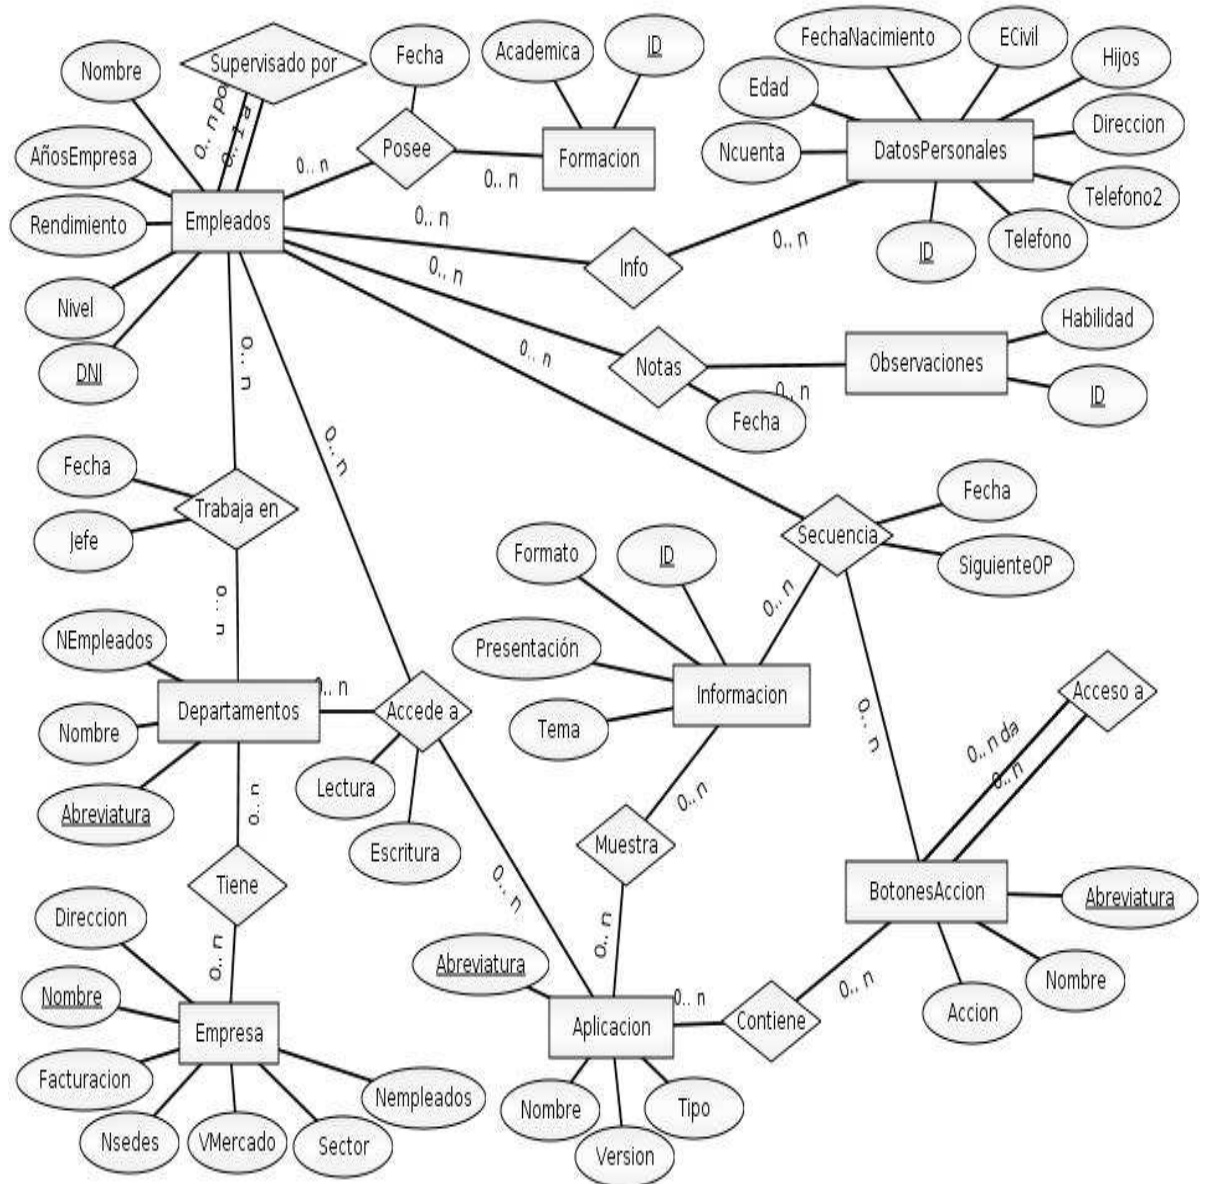 Supervisado por
Nombre
Fecha
Academica
ID
FechaNacimiento
ECivil
Hijos
Edad
Direccion
AñosEmpresa
Posee
Formacion
Ncuenta
DatosPersonales
0.. n
0.. n
Rendimiento
Empleados
0.. n
Telefono2
0.. n
Telefono
ID
Info
0.. n
Nivel
DNI
0.. n
0.. n
Notas
0.. n
Observaciones
Habilidad
ID
Fecha
Fecha
0.. n
Trabaja en
Jefe
Formato
ID
Secuencia
Fecha
SiguienteOP
0.. n
0.. n
NEmpleados
Presentación
Departamentos
0.. n
Accede a
Informacion
Acceso a
Nombre
Tema
0.. n
0.. n da
0.. n
Abreviatura
0.. n
Lectura
Escritura
0.. n
Muestra
Tiene
0.. n
BotonesAccion
Abreviatura
Direccion
0.. n
0.. n
Abreviatura
0.. n
Nombre
Nombre
Empresa
Aplicacion
0.. n
Contiene
Accion
Facturacion
Nempleados
Nombre
Tipo
Nsedes
VMercado
Sector
Version